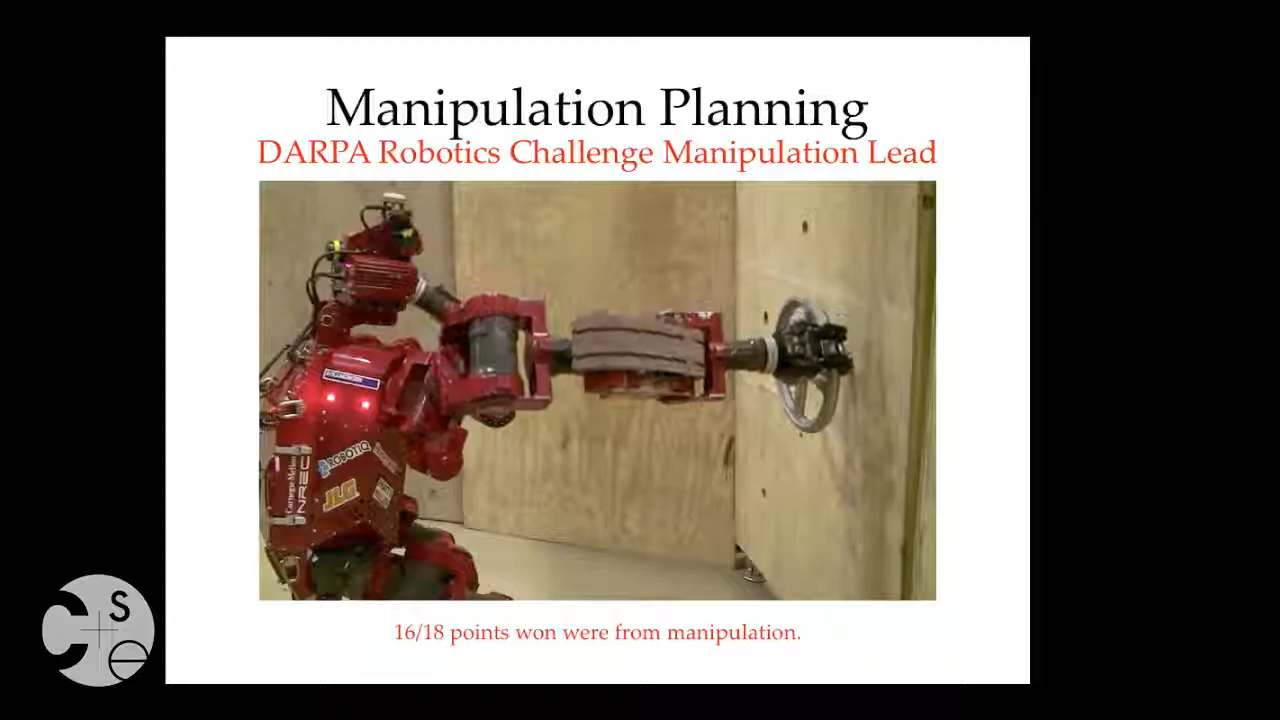 Manipulation Planning
DARPA Robotics Challenge Manipulation Lead
ROBOTIQ
Carnegie Mellon
NREC
JLG
16/18 points won were from manipulation.
C S
+
e